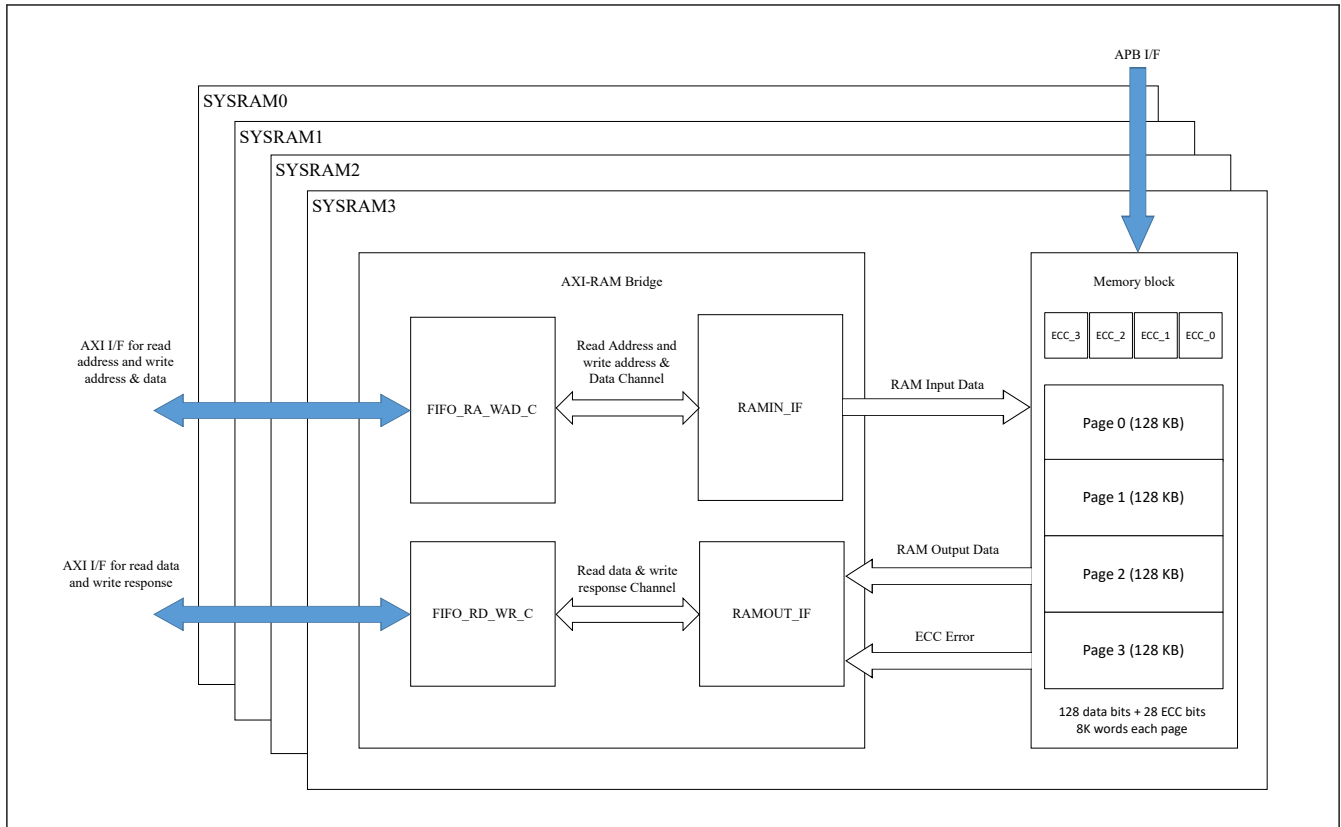 APB I/F
SYSRAM0
SYSRAM1
SYSRAM2
SYSRAM3
AXI-RAM Bridge
Memory block
ECC_3
ECC_2
ECC_1
ECC_0
AXI I/F for read
address and write
address & data
FIFO_RA_WAD_C
Read Address and
write address &
Data Channel
RAMIN_IF
RAM Input Data
Page 0 (128 KB)
Page 1 (128 KB)
Page 2 (128 KB)
Page 3 (128 KB)
AXI I/F for read data
and write response
FIFO_RD_WR_C
Read data & write
response Channel
RAMOUT_IF
RAM Output Data
ECC Error
128 data bits + 28 ECC bits
8K words each page